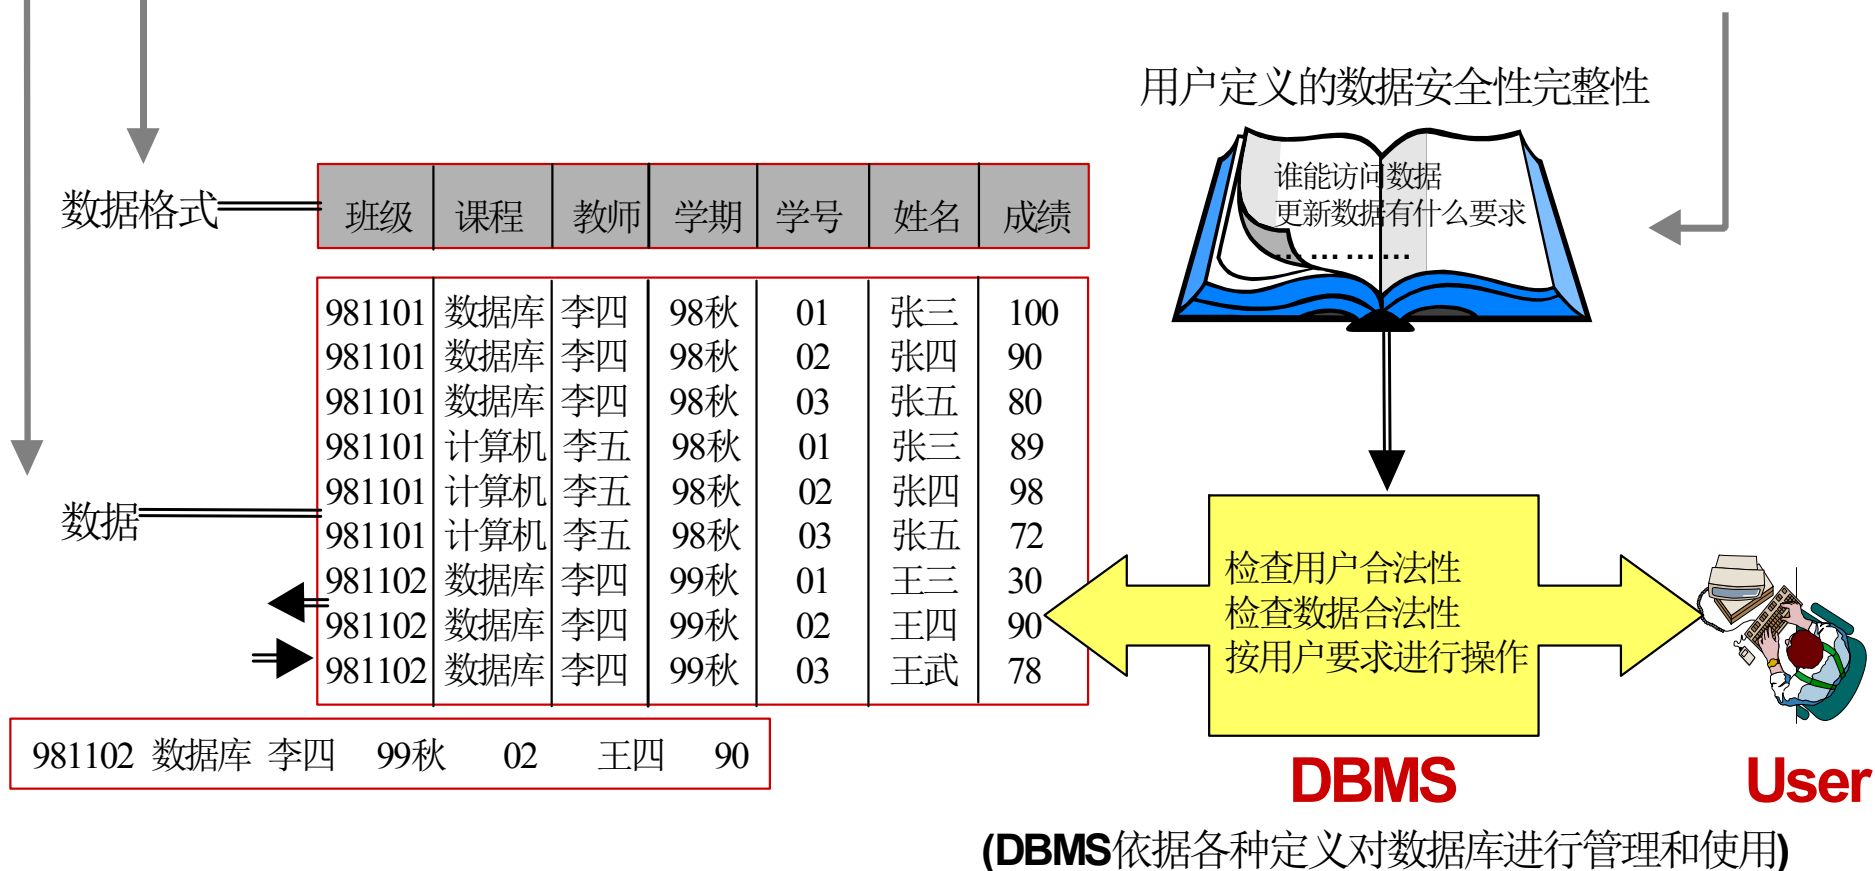 用户定义的数据安全性完整性
谁能访问数据
更新数据有什么要求
… … … …
数据格式
班级 课程 教师 学期 学号 姓名 成绩
981101 数据库 李四 98秋 01 张三 100
981101 数据库 李四 98秋 02 张四 90
981101 数据库 李四 98秋 03 张五 80
981101 计算机 李五 98秋 01 张三 89
981101 计算机 李五 98秋 02 张四 98
数据
981101 计算机 李五 98秋 03 张五 72
981102 数据库 李四 99秋 01 王三 30
981102 数据库 李四 99秋 02 王四 90
981102 数据库 李四 99秋 03 王武 78
981102 数据库 李四 99秋 02 王四 90
检查用户合法性
检查数据合法性
按用户要求进行操作
DBMS
User
(DBMS依据各种定义对数据库进行管理和使用)